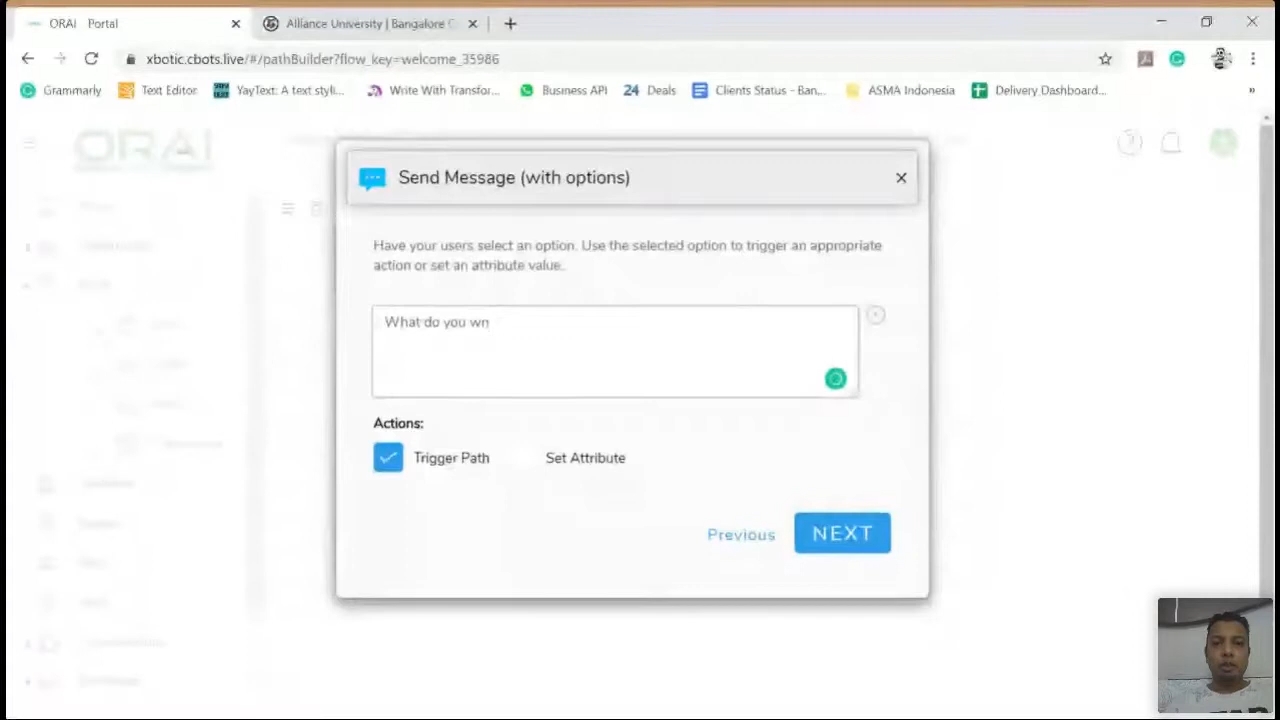 ORAI Portal
Alliance University | Bangalore C
xbotic.cbots.live/#/pathBuilder?flow_key=welcome_35986
Grammarly
Text Editor
YayText: A text styli...
Write With Transfor...
Business API
24 Deals
Clients Status - Ban...
ASMA Indonesia
Delivery Dashboard...
»
ORAI
Send Message (with options)
Have your users select an option. Use the selected option to trigger an appropriate
action or set an attribute value.
What do you wn
Actions:
Trigger Path
Set Attribute
Previous
NEXT